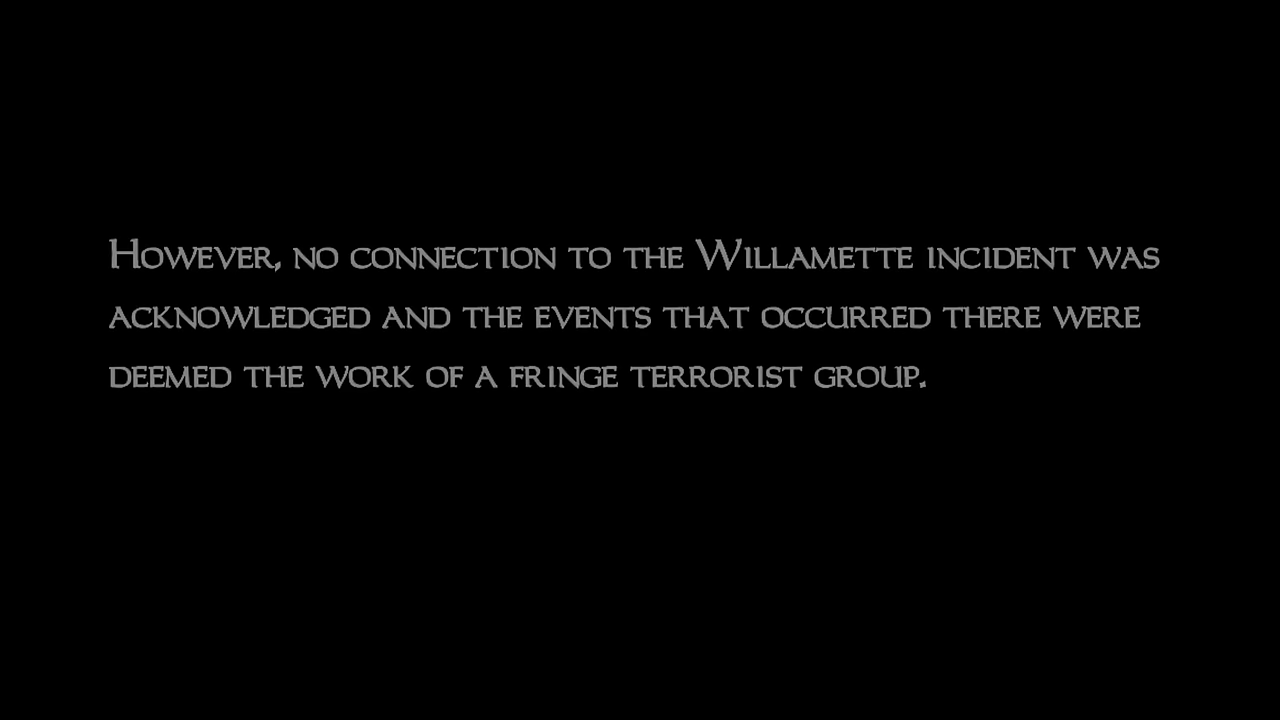 However, no connection to the Willamette incident was
acknowledged and the events that occurred there were
deemed the work of a fringe terrorist group.